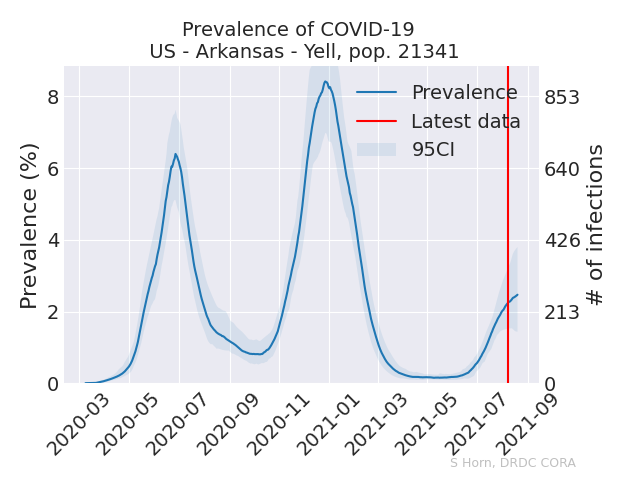 Prevalence of COVID-19
US - Arkansas - Yell, pop. 21341
Prevalence (%)
8
6
4
2
0
853
640
426
213
0
# of infections
Prevalence
Latest data
95CI
2020-03
2020-05
2020-07
2020-09
2020-11
2021-01
2021-03
2021-05
2021-07
2021-09
S Horn, DRDC CORA